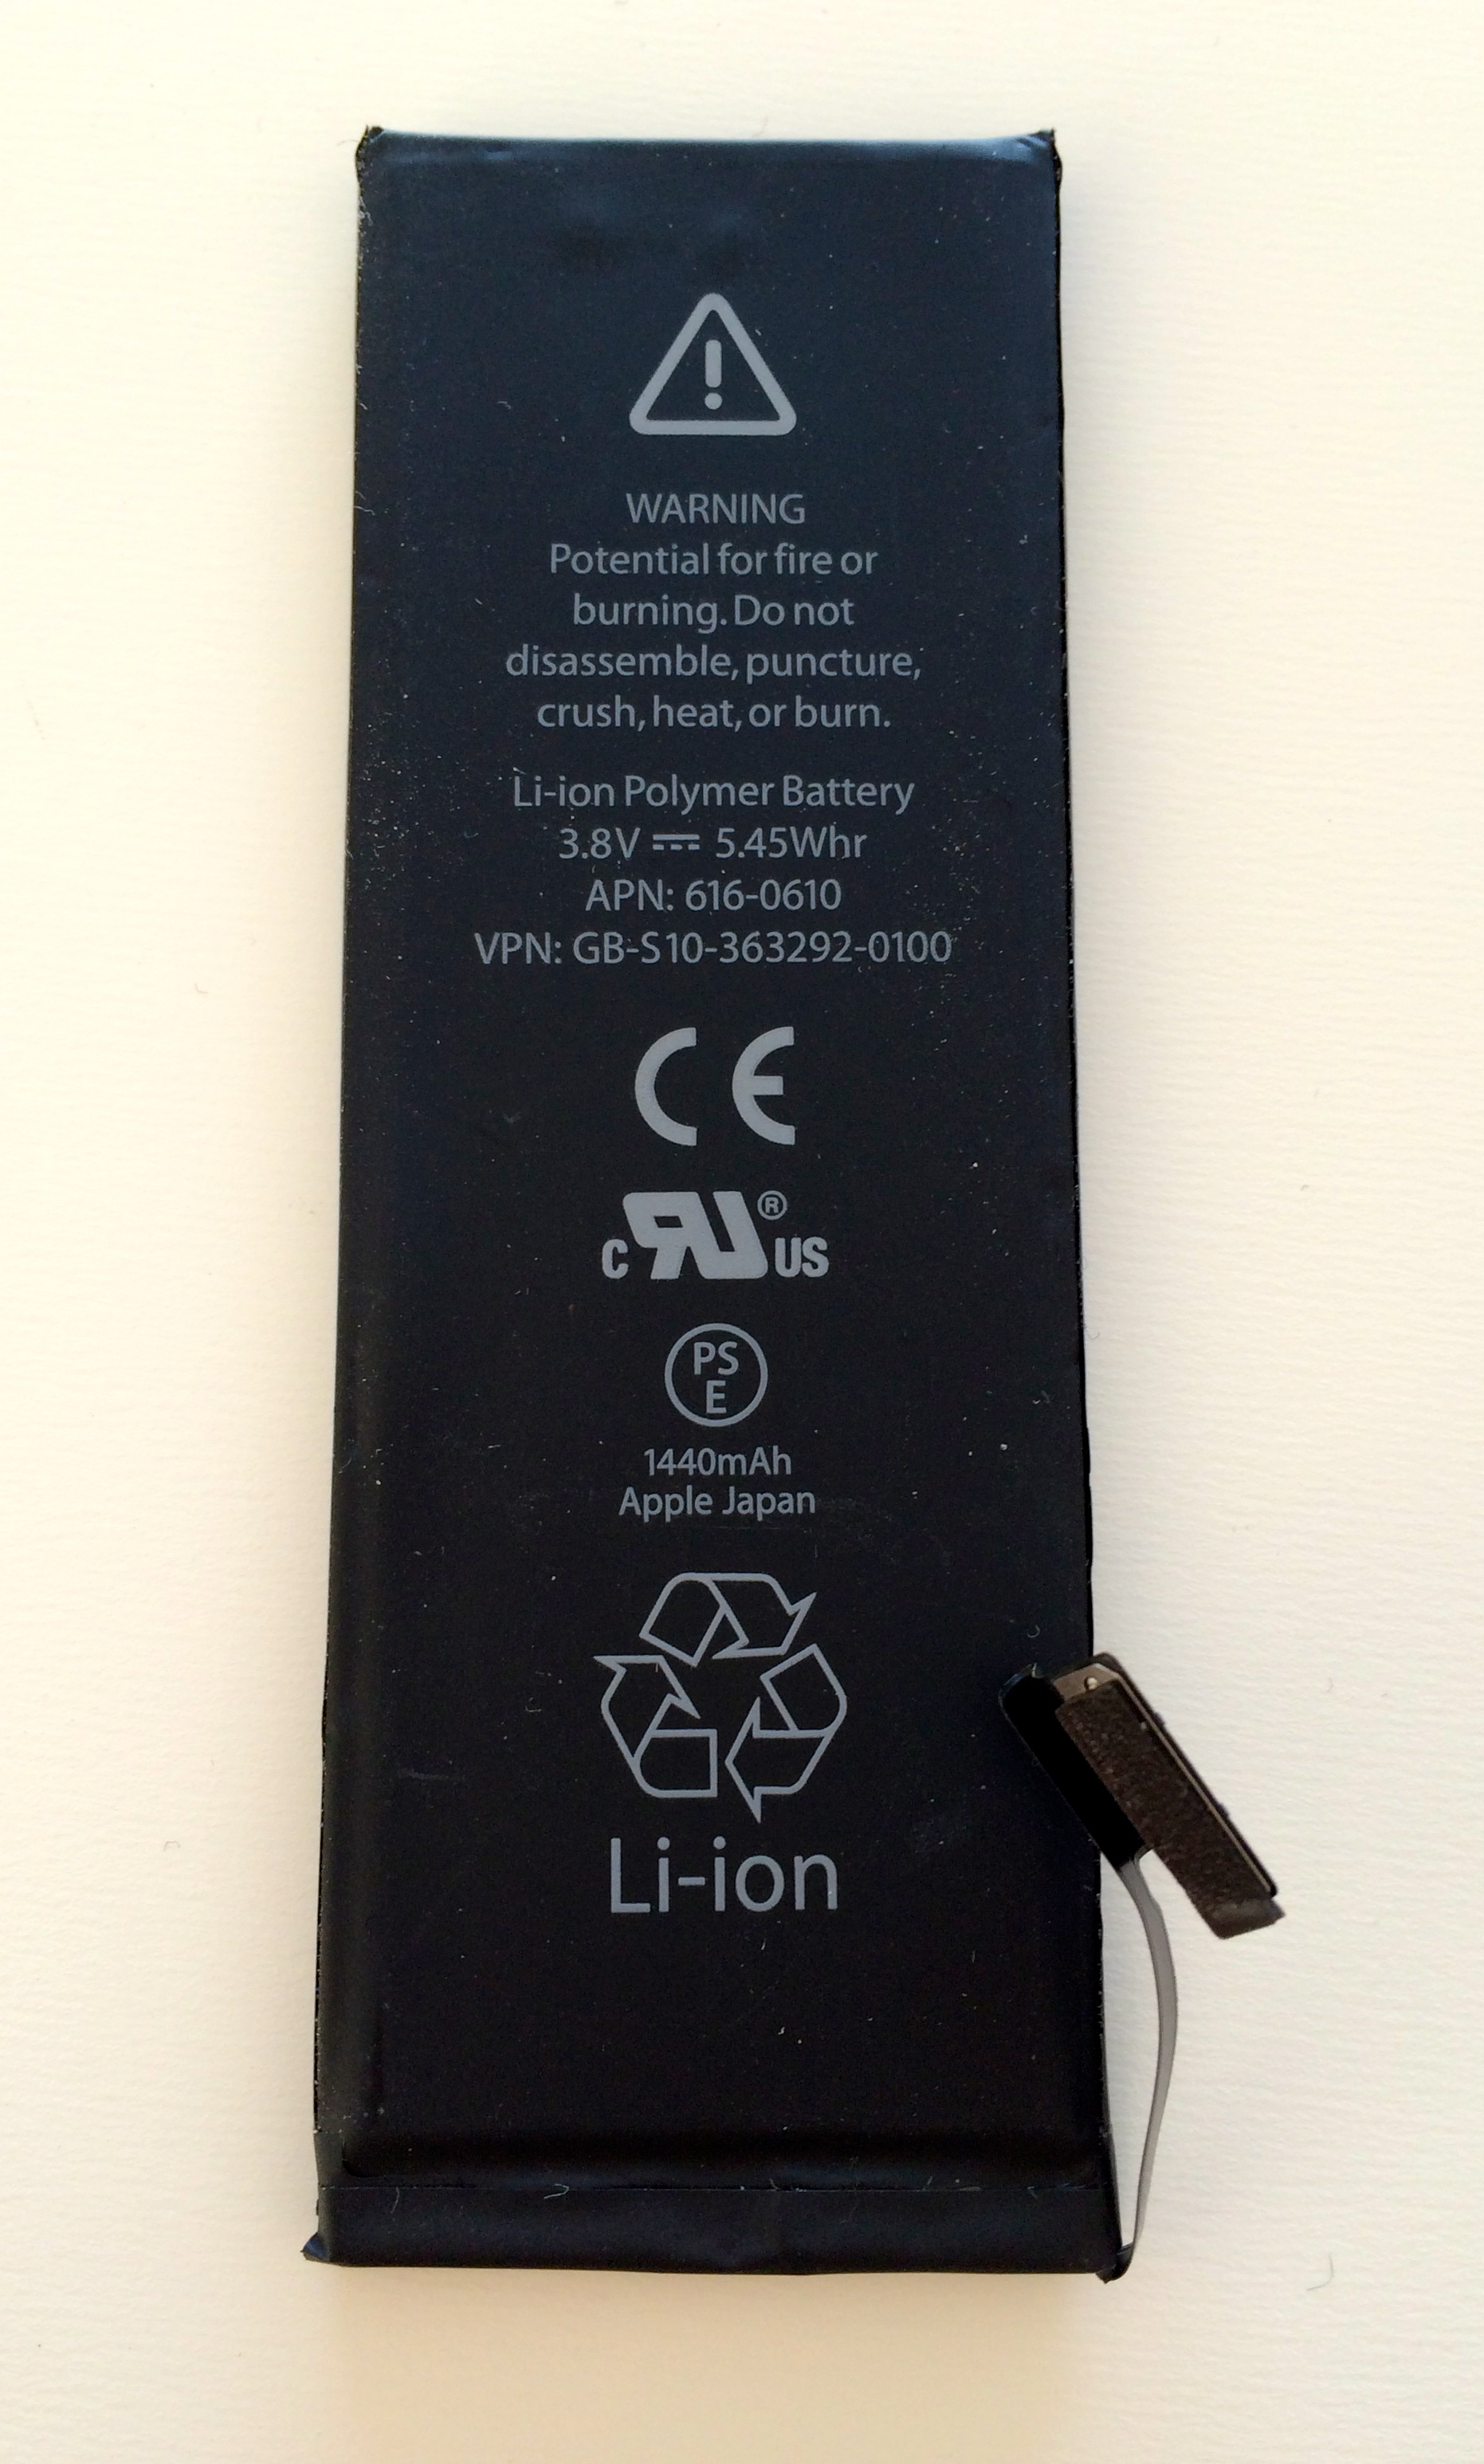 WARNING
Potential for fire or
burning. Do not
disassemble, puncture,
crush, heat, or burn.
Li-ion Polymer Battery
3.8V ⎓ 5.45Whr
APN: 616-0610
VPN: GB-S10-363292-0100
CE
c RU ® US
PS
E
1440mAh
Apple Japan
Li-ion